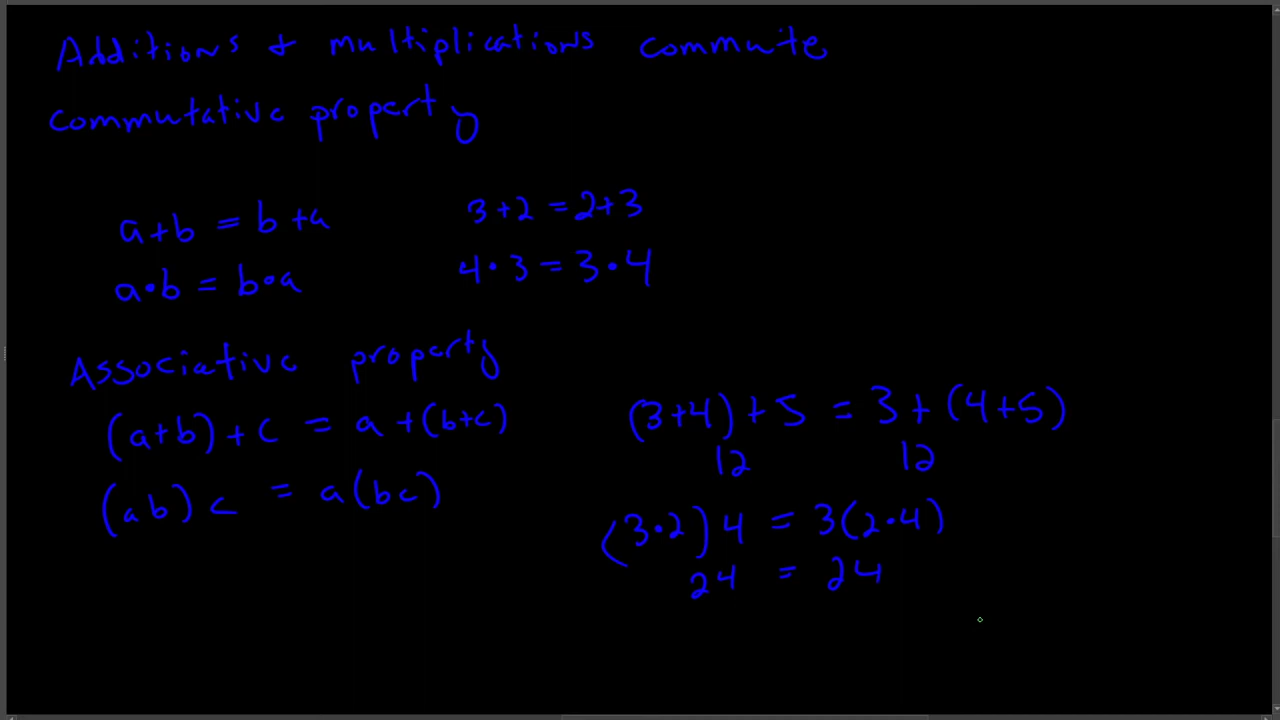 Additions & multiplications commute
commutative property
a+b = b+a
3+2 = 2+3
a•b = b•a
4•3 = 3•4
Associative property
(a+b)+c = a+(b+c)
(3+4)+5 = 3+(4+5)
12 12
(ab)c = a(bc)
(3•2)4 = 3(2•4)
24 = 24